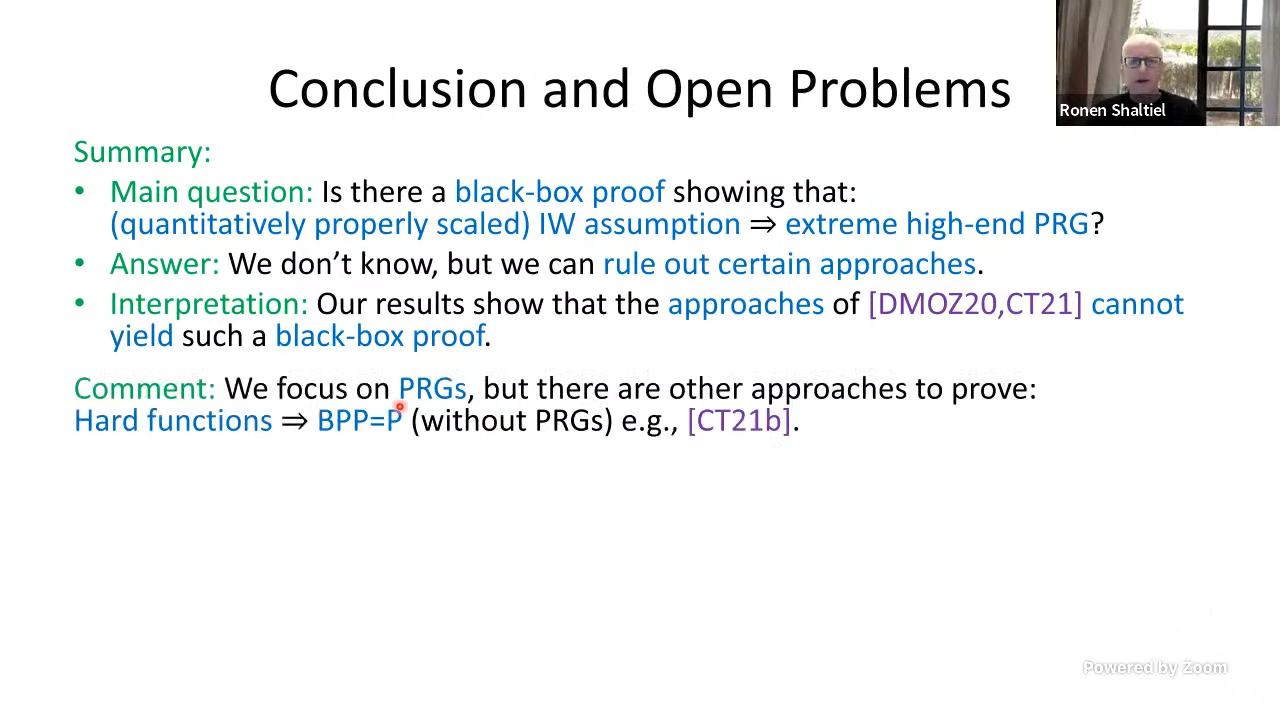 Conclusion and Open Problems
Ronen Shaltiel
Summary:
• Main question: Is there a black-box proof showing that:
(quantitatively properly scaled) IW assumption ⇒ extreme high-end PRG?
• Answer: We don’t know, but we can rule out certain approaches.
• Interpretation: Our results show that the approaches of [DMOZ20,CT21] cannot
yield such a black-box proof.
Comment: We focus on PRGs, but there are other approaches to prove:
Hard functions ⇒ BPP=P (without PRGs) e.g., [CT21b].
Powered by Zoom